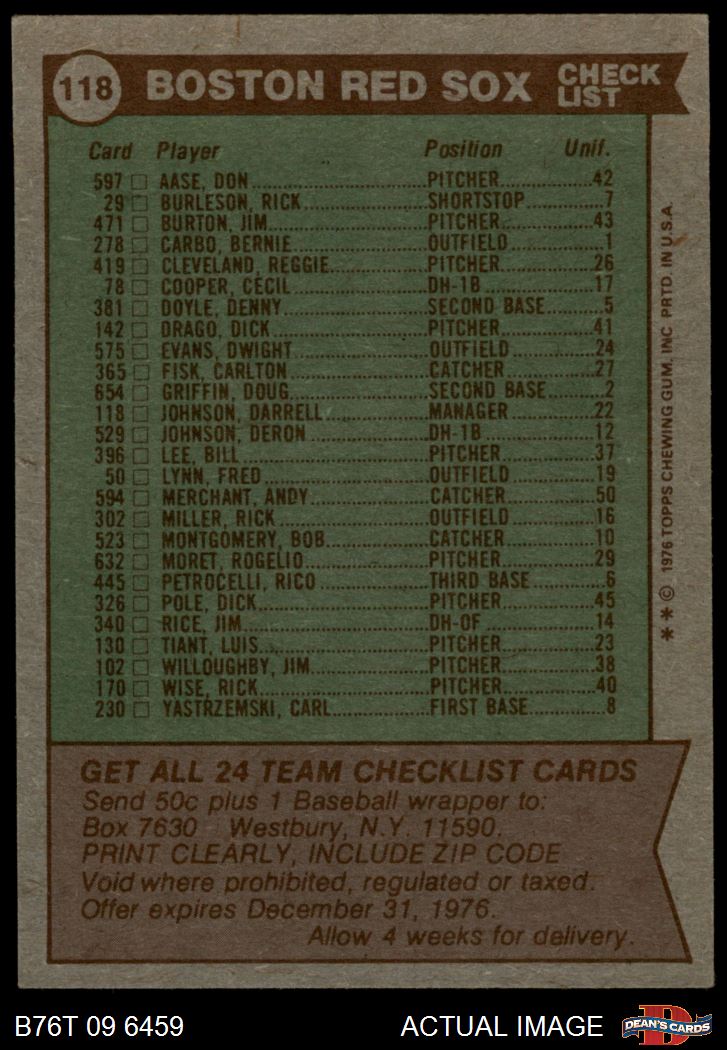 118 BOSTON RED SOX CHECK LIST
Card Player Position Unif.
597 AASE, DON PITCHER 42
29 BURLESON, RICK SHORTSTOP 7
471 BURTON, JIM PITCHER 43
278 CARBO, BERNIE OUTFIELD 1
419 CLEVELAND, REGGIE PITCHER 26
78 COOPER, CECIL DH-1B 17
381 DOYLE, DENNY SECOND BASE 5
142 DRAGO, DICK PITCHER 41
575 EVANS, DWIGHT OUTFIELD 24
365 FISK, CARLTON CATCHER 27
654 GRIFFIN, DOUG SECOND BASE 2
118 JOHNSON, DARRELL MANAGER 22
529 JOHNSON, DERON DH-1B 12
396 LEE, BILL PITCHER 37
50 LYNN, FRED OUTFIELD 19
594 MERCHANT, ANDY CATCHER 50
302 MILLER, RICK OUTFIELD 16
523 MONTGOMERY, BOB CATCHER 10
632 MORET, ROGELIO PITCHER 29
445 PETROCELLI, RICO THIRD BASE 6
326 POLE, DICK PITCHER 45
340 RICE, JIM DH-OF 14
130 TIANT, LUIS PITCHER 23
102 WILLOUGHBY, JIM PITCHER 38
170 WISE, RICK PITCHER 40
230 YASTRZEMSKI, CARL FIRST BASE 8
* * © 1976 TOPPS CHEWING GUM, INC PRTD. IN U.S.A.
GET ALL 24 TEAM CHECKLIST CARDS
Send 50c plus 1 Baseball wrapper to:
Box 7630 Westbury, N.Y. 11590.
PRINT CLEARLY, INCLUDE ZIP CODE
Void where prohibited, regulated or taxed.
Offer expires December 31, 1976.
Allow 4 weeks for delivery.
B76T 09 6459 ACTUAL IMAGE DEAN'S CARDS